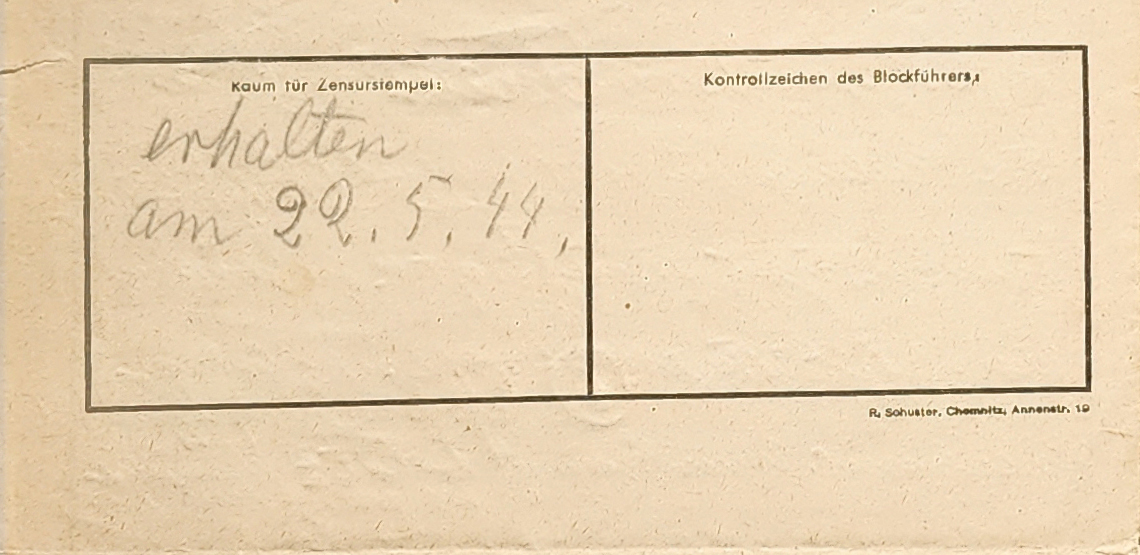 Raum für Zensurstempel:
Kontrollzeichen des Blockführers:
erhalten
am 22. 5. 44.
R. Schuster, Chemnitz, Annenstr. 19